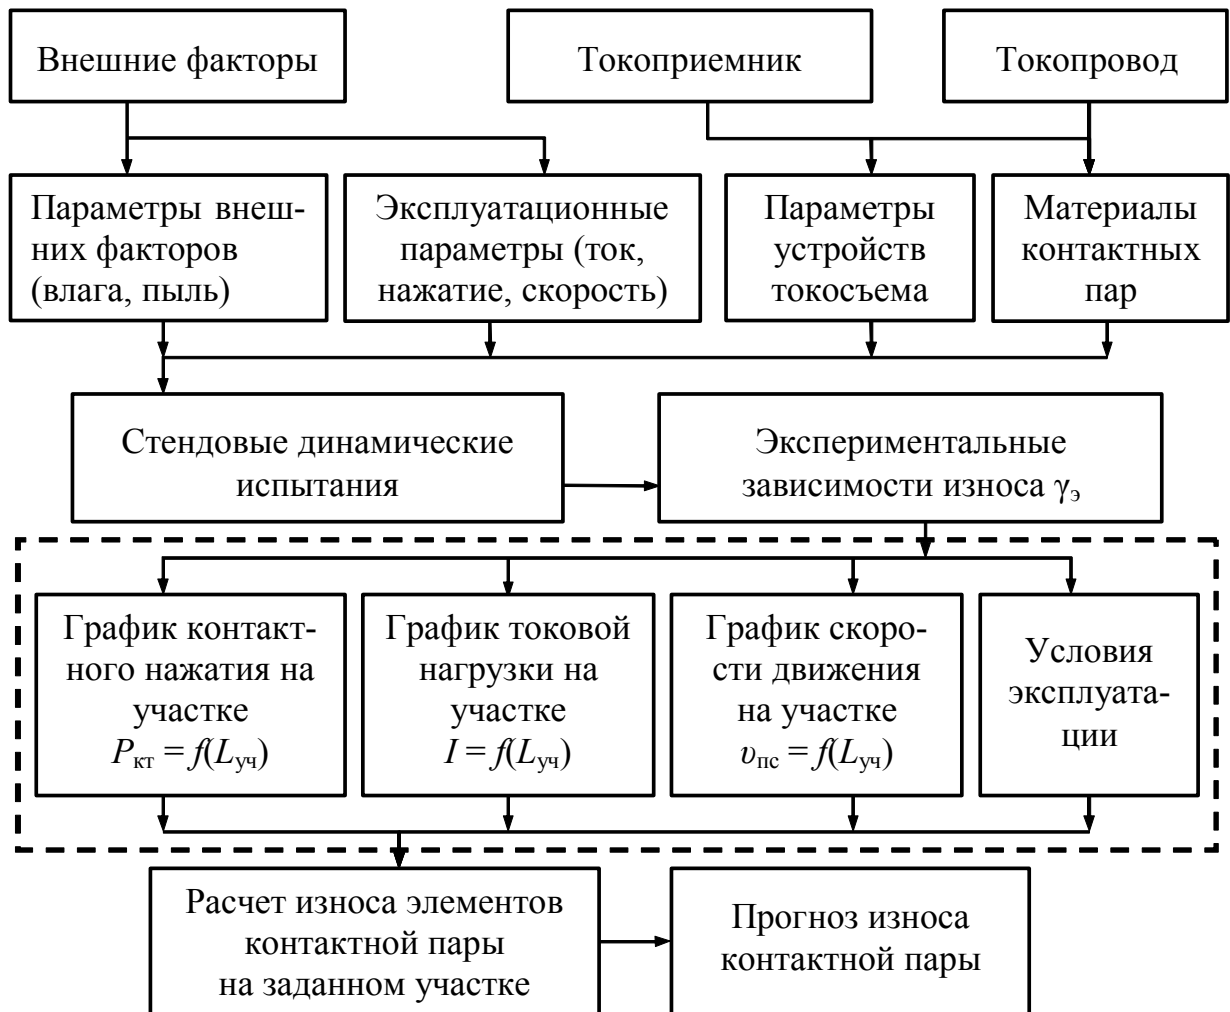 Внешние факторы
Токоприемник
Токопровод
Параметры внеш-
них факторов
(влага, пыль)
Эксплуатационные
параметры (ток,
нажатие, скорость)
Параметры
устройств
токосъема
Материалы
контактных
пар
Стендовые динамические
испытания
Экспериментальные
зависимости износа γэ
График контакт-
ного нажатия на
участке
Pкт = f(Lуч)
График токовой
нагрузки на
участке
I = f(Lуч)
График скоро-
сти движения
на участке
υпс = f(Lуч)
Условия
эксплуата-
ции
Расчет износа элементов
контактной пары
на заданном участке
Прогноз износа
контактной пары